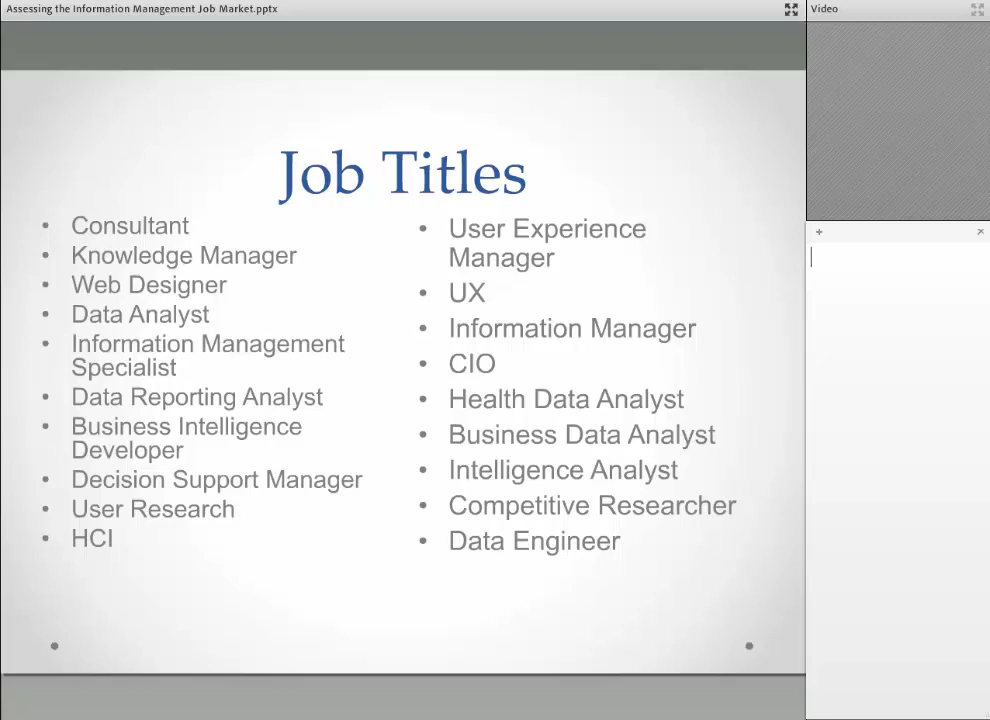 Assessing the Information Management Job Market.pptx
Video
Job Titles
• Consultant
• Knowledge Manager
• Web Designer
• Data Analyst
• Information Management
Specialist
• Data Reporting Analyst
• Business Intelligence
Developer
• Decision Support Manager
• User Research
• HCI
• User Experience
Manager
• UX
• Information Manager
• CIO
• Health Data Analyst
• Business Data Analyst
• Intelligence Analyst
• Competitive Researcher
• Data Engineer